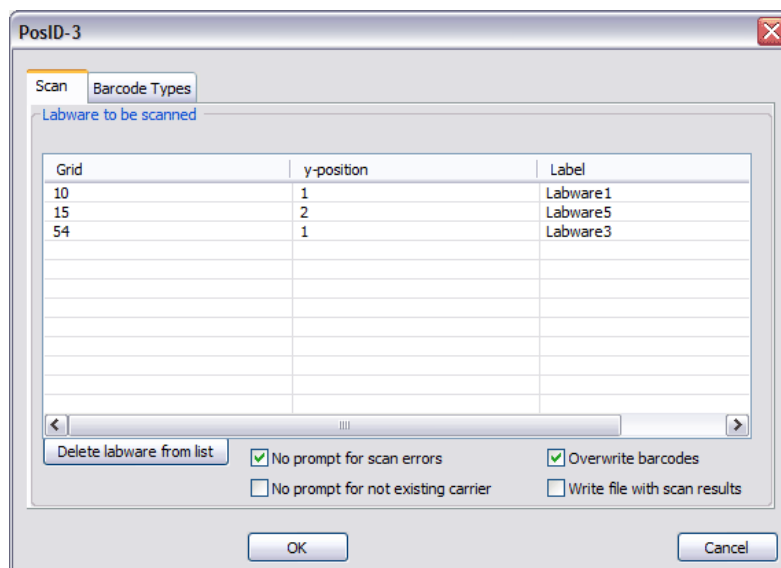 PosID-3
Scan Barcode Types
Labware to be scanned
Grid y-position Label
10 1 Labware1
15 2 Labware5
54 1 Labware3
Delete labware from list
No prompt for scan errors Overwrite barcodes
No prompt for not existing carrier Write file with scan results
OK Cancel